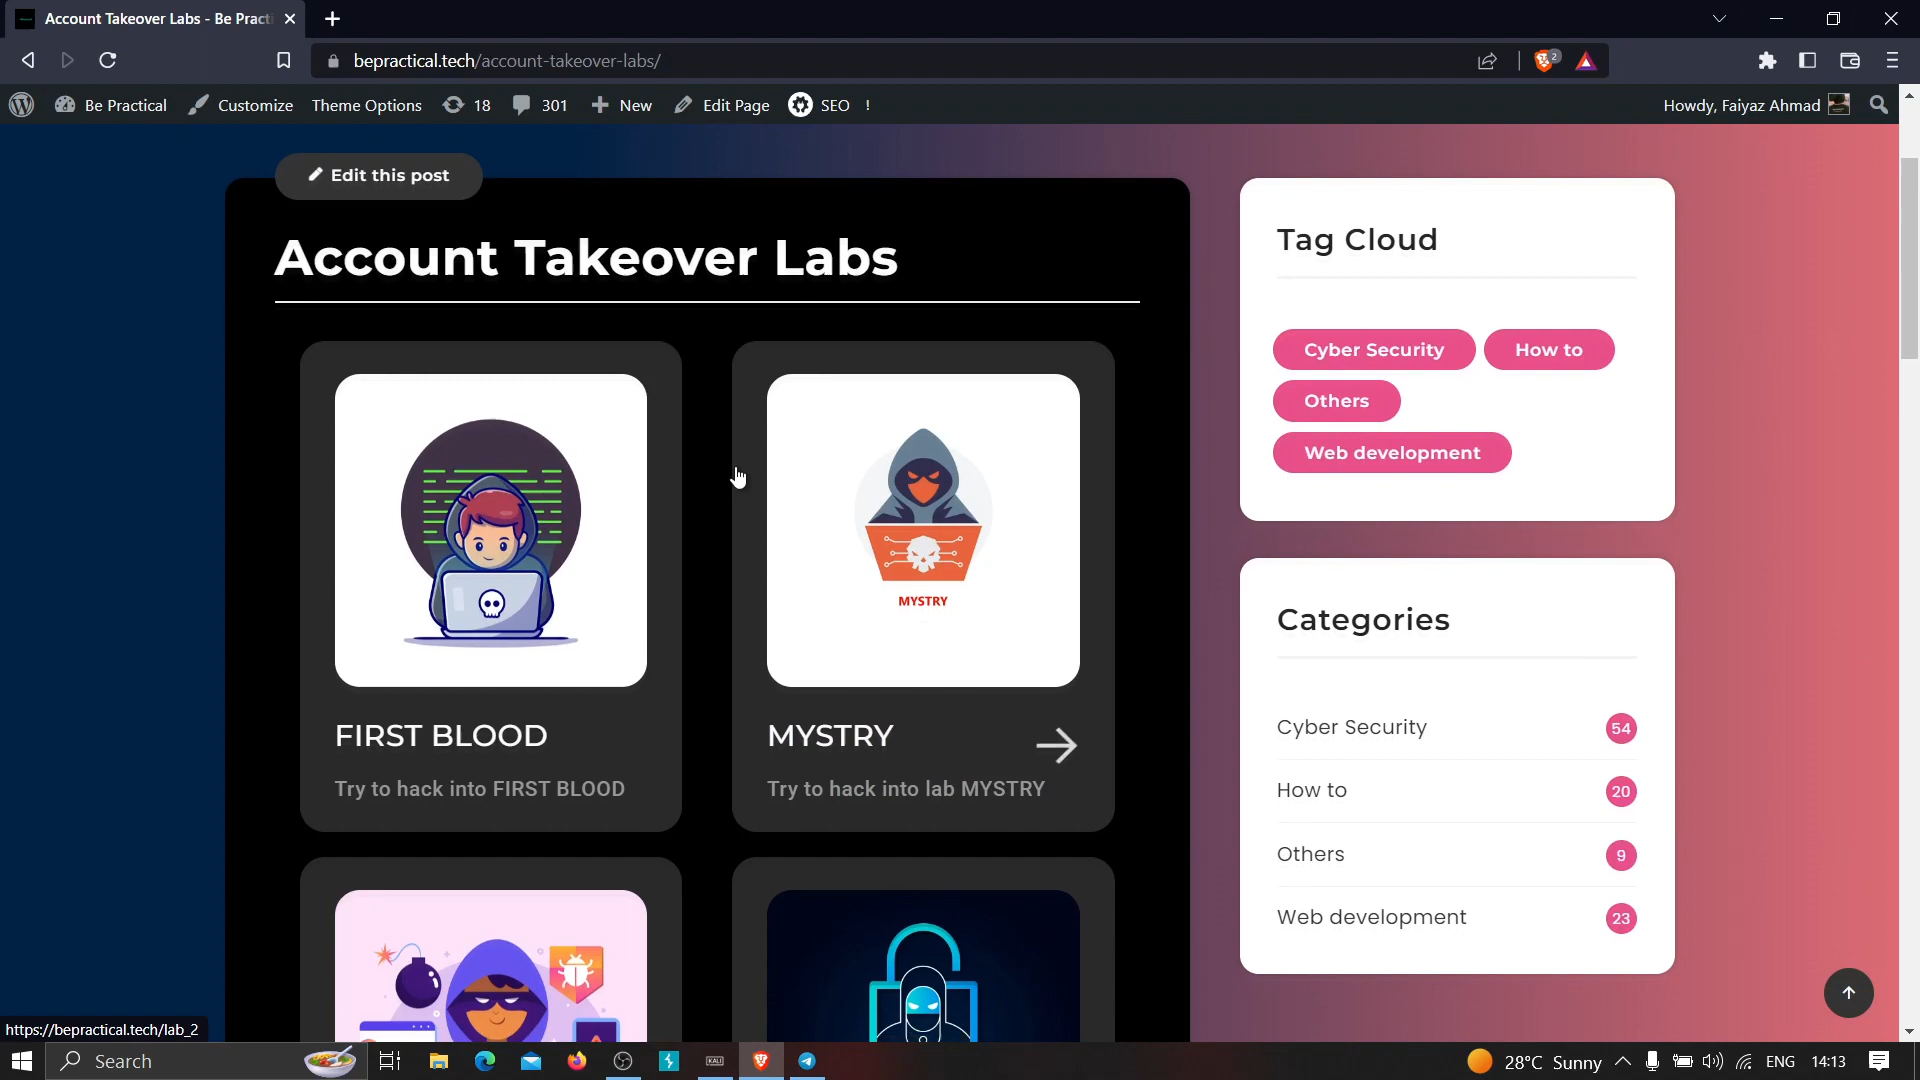 Account Takeover Labs - Be Practi
bepractical.tech/account-takeover-labs/
2
Be Practical
Customize
Theme Options
18
301
New
Edit Page
SEO
!
Howdy, Faiyaz Ahmad
Edit this post
Account Takeover Labs
MYSTRY
FIRST BLOOD
Try to hack into FIRST BLOOD
MYSTRY
Try to hack into lab MYSTRY
Tag Cloud
Cyber Security
How to
Others
Web development
Categories
Cyber Security
54
How to
20
Others
9
Web development
23
https://bepractical.tech/lab_2
Search
KALI
28°C Sunny
ENG
14:13